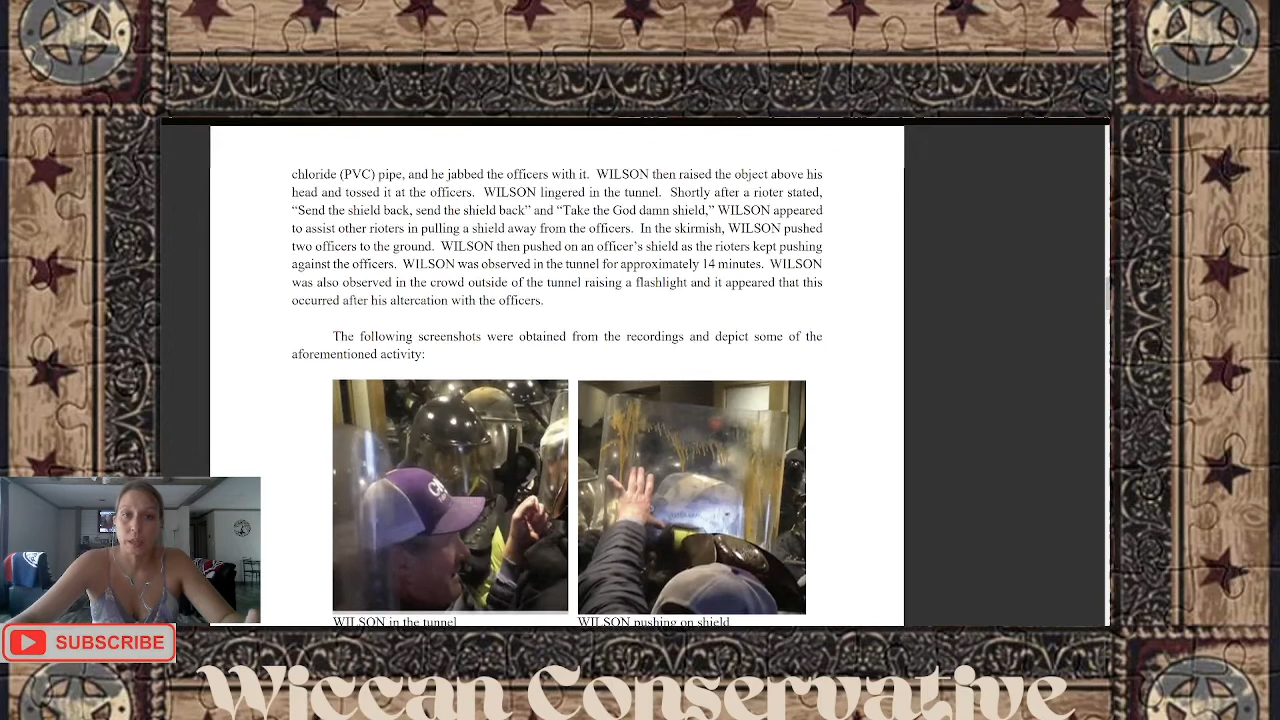 chloride (PVC) pipe, and he jabbed the officers with it. WILSON then raised the object above his
head and tossed it at the officers. WILSON lingered in the tunnel. Shortly after a rioter stated,
“Send the shield back, send the shield back” and “Take the God damn shield,” WILSON appeared
to assist other rioters in pulling a shield away from the officers. In the skirmish, WILSON pushed
two officers to the ground. WILSON then pushed on an officer’s shield as the rioters kept pushing
against the officers. WILSON was observed in the tunnel for approximately 14 minutes. WILSON
was also observed in the crowd outside of the tunnel raising a flashlight and it appeared that this
occurred after his altercation with the officers.
The following screenshots were obtained from the recordings and depict some of the
aforementioned activity:
WILSON in the tunnel
WILSON pushing on shield
SUBSCRIBE
Wiccan Conservative